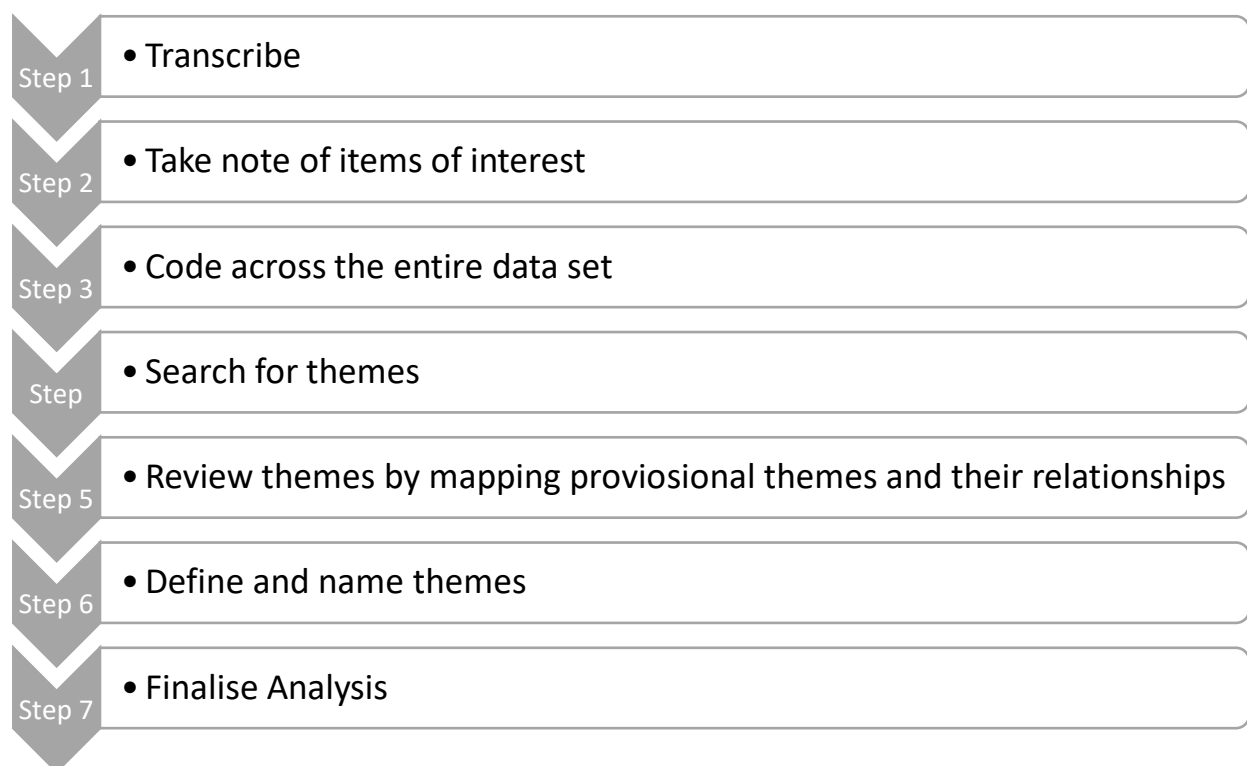 Step 1
• Transcribe
Step 2
• Take note of items of interest
Step 3
• Code across the entire data set
Step
• Search for themes
Step 5
• Review themes by mapping proviosional themes and their relationships
Step 6
• Define and name themes
Step 7
• Finalise Analysis